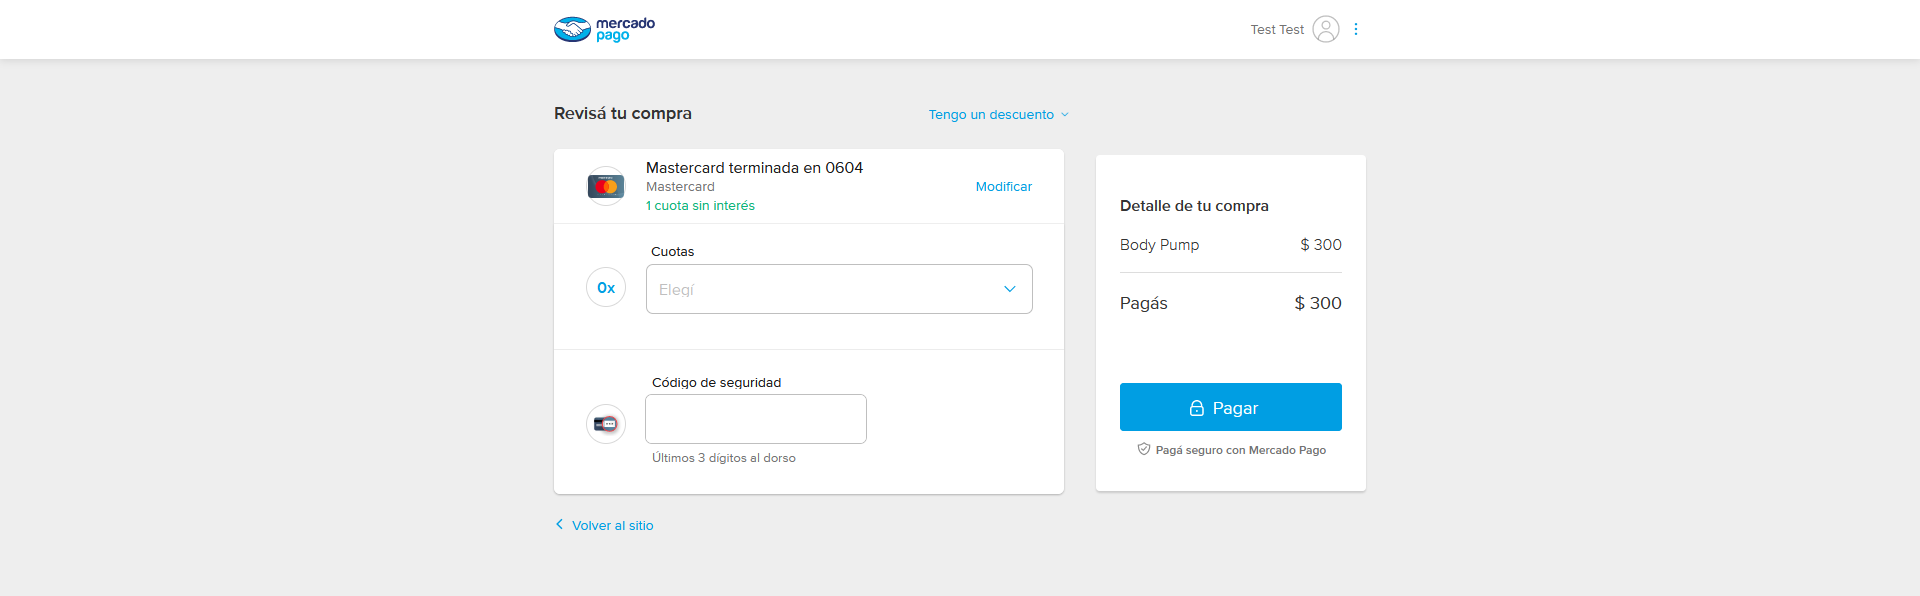 mercado
pago
Test Test
Revisá tu compra
Tengo un descuento
Mastercard terminada en 0604
Mastercard
Modificar
1 cuota sin interés
Cuotas
0x
Elegí
Código de seguridad
Últimos 3 dígitos al dorso
Volver al sitio
Detalle de tu compra
Body Pump $ 300
Pagás $ 300
Pagar
Pagá seguro con Mercado Pago